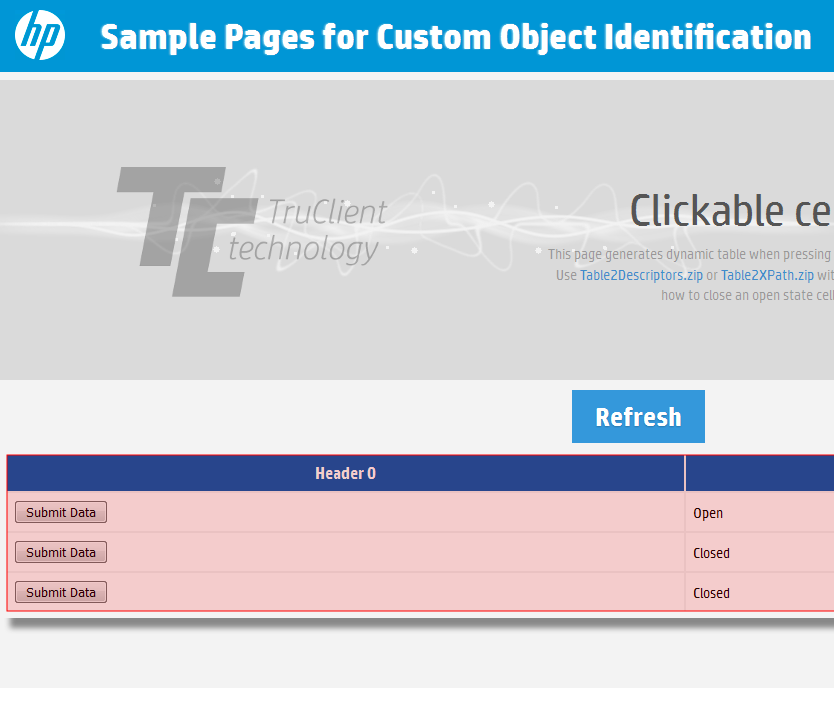 hp
Sample Pages for Custom Object Identification
TC
TruClient
technology
Clickable ce
This page generates dynamic table when pressing
Use Table2Descriptors.zip or Table2XPath.zip wit
how to close an open state cell
Refresh
Header 0
Submit Data Open
Submit Data Closed
Submit Data Closed